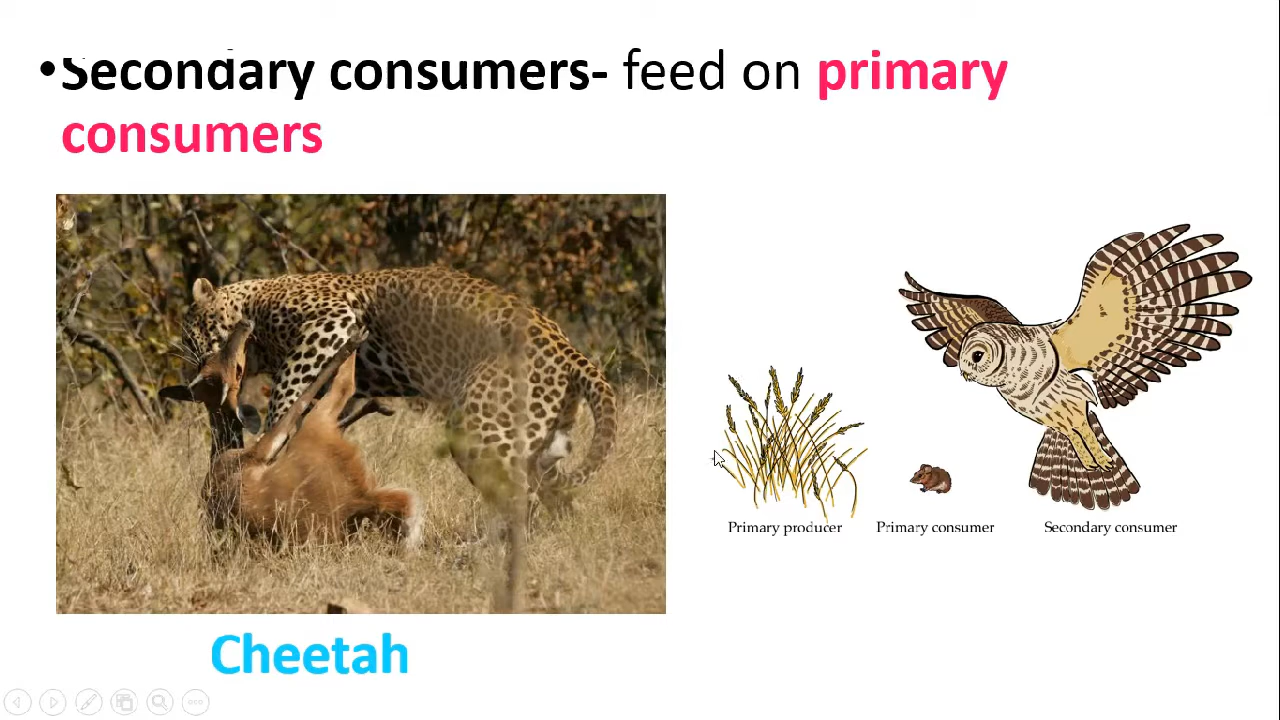 •Secondary consumers- feed on primary
consumers
Primary producer
Primary consumer
Secondary consumer
Cheetah